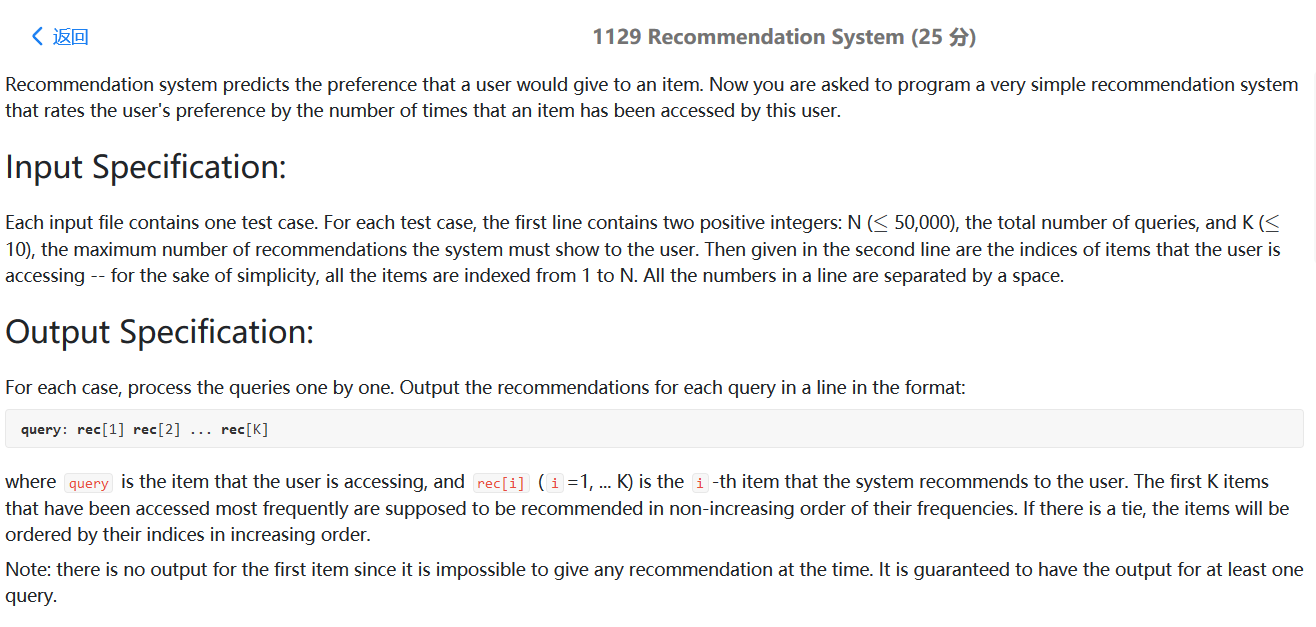 返回
1129 Recommendation System (25 分)
Recommendation system predicts the preference that a user would give to an item. Now you are asked to program a very simple recommendation system
that rates the user's preference by the number of times that an item has been accessed by this user.
Input Specification:
Each input file contains one test case. For each test case, the first line contains two positive integers: N (≤ 50,000), the total number of queries, and K (≤
10), the maximum number of recommendations the system must show to the user. Then given in the second line are the indices of items that the user is
accessing -- for the sake of simplicity, all the items are indexed from 1 to N. All the numbers in a line are separated by a space.
Output Specification:
For each case, process the queries one by one. Output the recommendations for each query in a line in the format:
query: rec[1] rec[2] ... rec[K]
where query is the item that the user is accessing, and rec[i] (i=1, ... K) is the i-th item that the system recommends to the user. The first K items
that have been accessed most frequently are supposed to be recommended in non-increasing order of their frequencies. If there is a tie, the items will be
ordered by their indices in increasing order.
Note: there is no output for the first item since it is impossible to give any recommendation at the time. It is guaranteed to have the output for at least one
query.